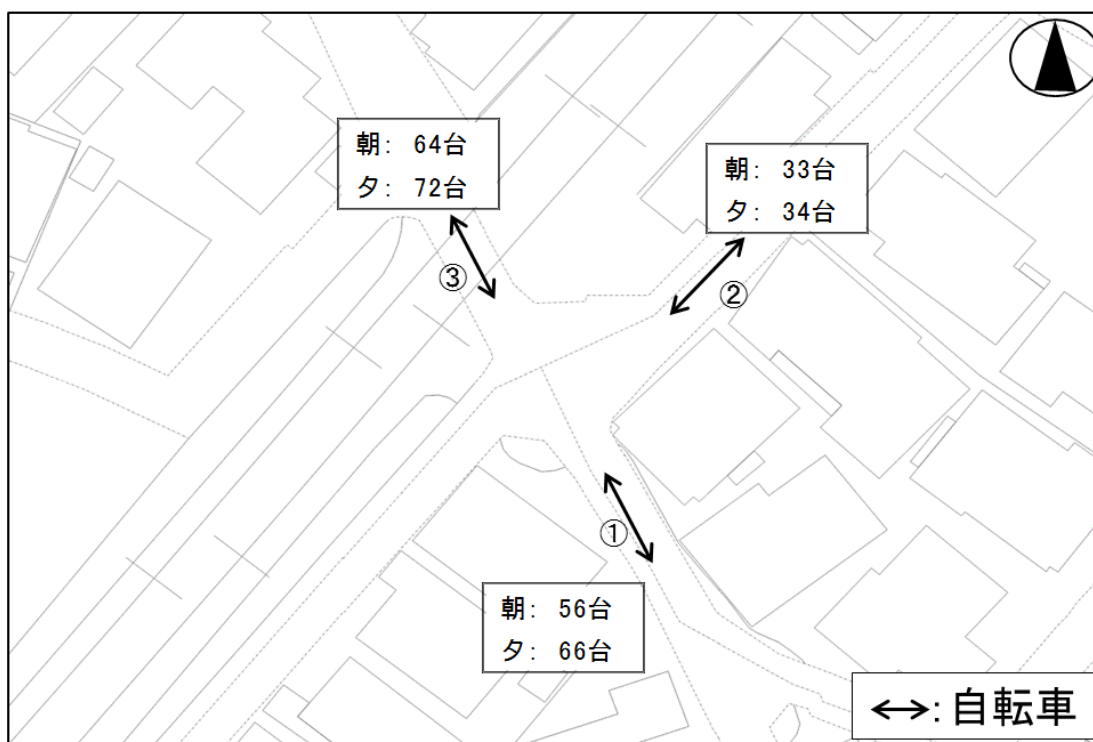 朝: 64台
夕: 72台
朝: 33台
夕: 34台
③
②
①
朝: 56台
夕: 66台
↔:自転車